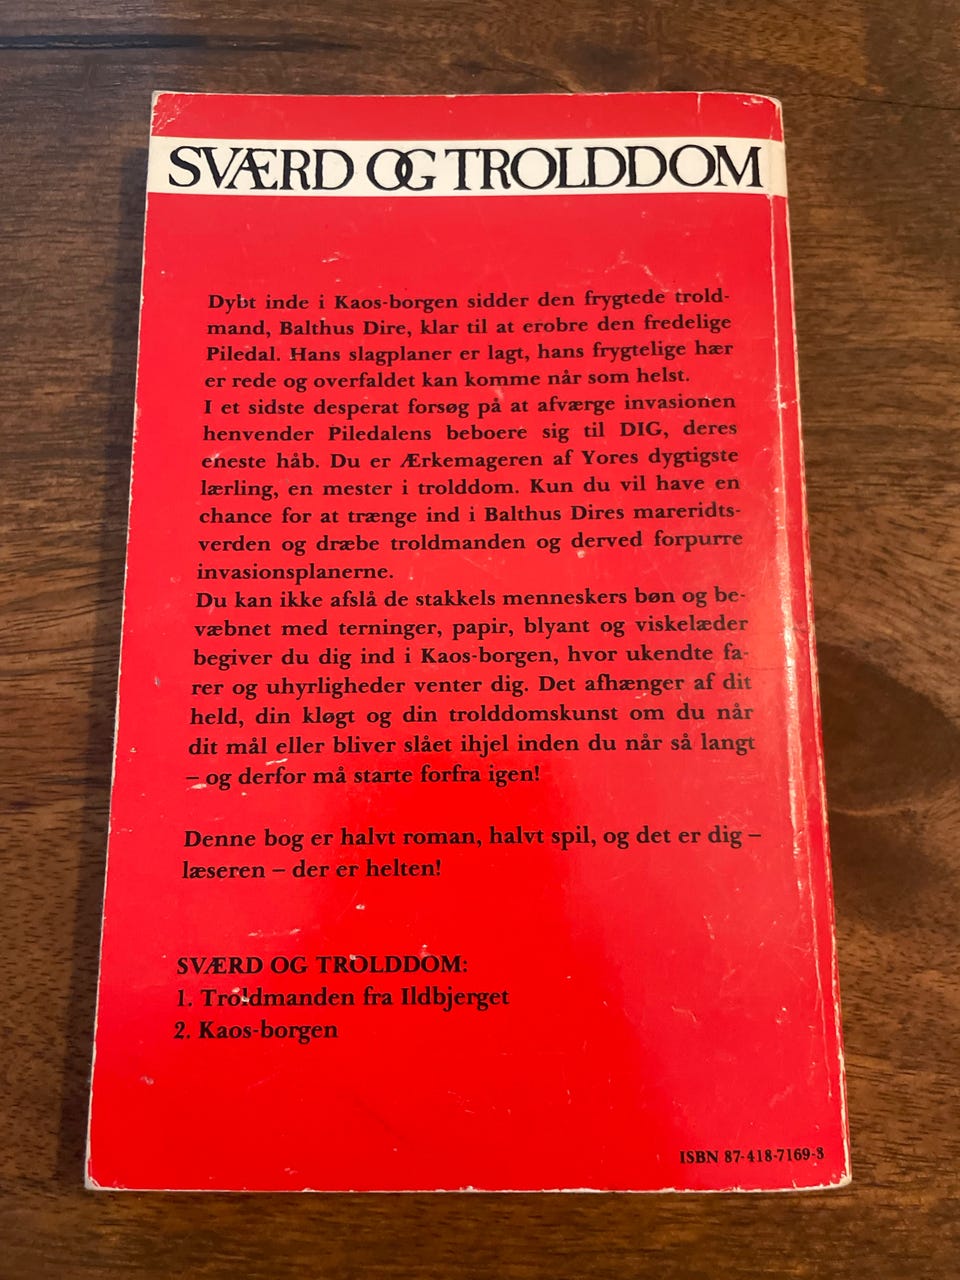 SVÆRD OG TROLDDOM
Dybt inde i Kaos-borgen sidder den frygtede trold-
mand, Balthus Dire, klar til at erobre den fredelige
Piledal. Hans slagplaner er lagt, hans frygtelige hær
er rede og overfaldet kan komme når som helst.
I et sidste desperat forsøg på at afværge invasionen
henvender Piledalens beboere sig til DIG, deres
eneste håb. Du er Ærkemageren af Yores dygtigste
lærling, en mester i trolddom. Kun du vil have en
chance for at trænge ind i Balthus Dires mareridts-
verden og dræbe troldmanden og derved forpurre
invasionsplanerne.
Du kan ikke afslå de stakkels menneskers bøn og be-
væbnet med terninger, papir, blyant og viskelæder
begiver du dig ind i Kaos-borgen, hvor ukendte fa-
rer og uhyrligheder venter dig. Det afhænger af dit
held, din kløgt og din trolddomskunst om du når
dit mål eller bliver slået ihjel inden du når så langt
– og derfor må starte forfra igen!
Denne bog er halvt roman, halvt spil, og det er dig –
læseren – der er helten!
SVÆRD OG TROLDDOM:
1. Troldmanden fra Ildbjerget
2. Kaos-borgen
ISBN 87-418-7169-3